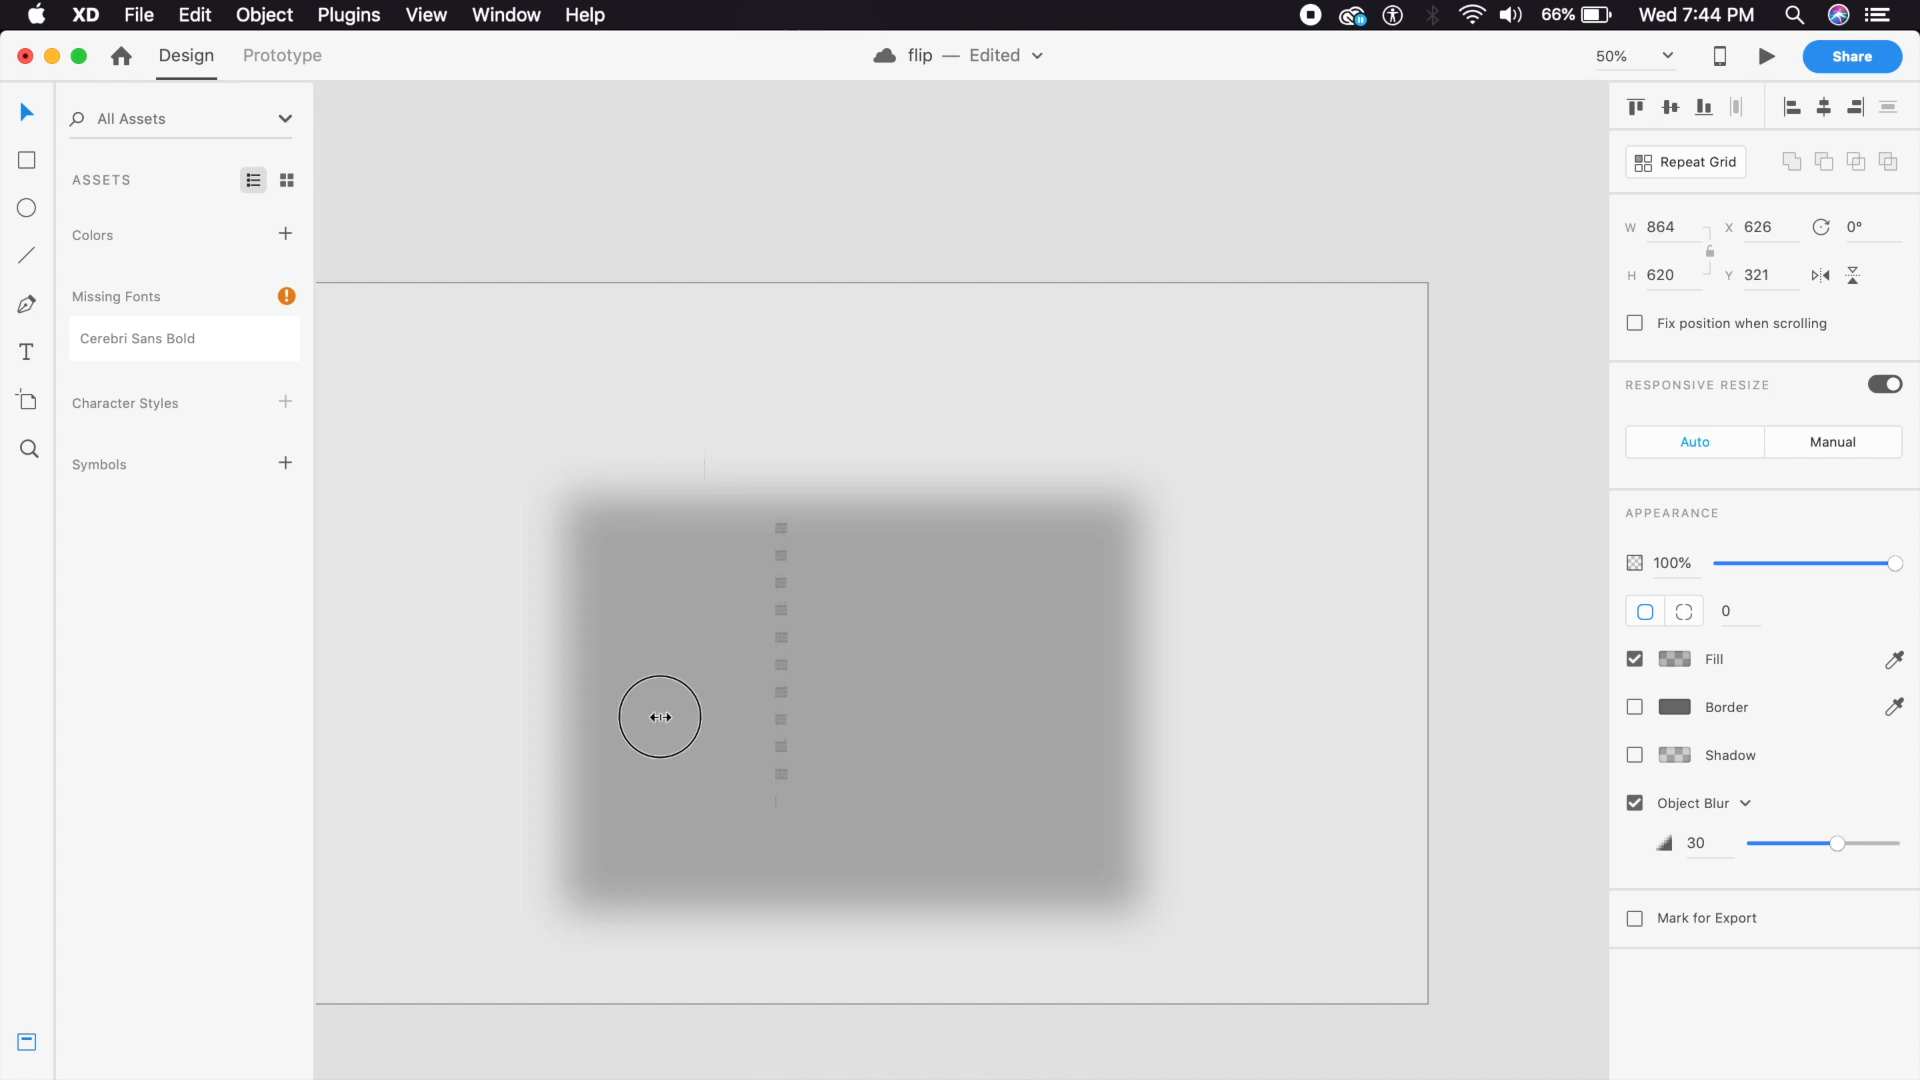 XD File Edit Object Plugins View Window Help 66% Wed 7:44 PM
Design Prototype flip — Edited 50% Share
All Assets
ASSETS
Colors
Missing Fonts
Cerebri Sans Bold
Character Styles
Symbols
Repeat Grid
W 864 X 626 0°
H 620 Y 321
Fix position when scrolling
RESPONSIVE RESIZE
Auto Manual
APPEARANCE
100%
0
Fill
Border
Shadow
Object Blur
30
Mark for Export